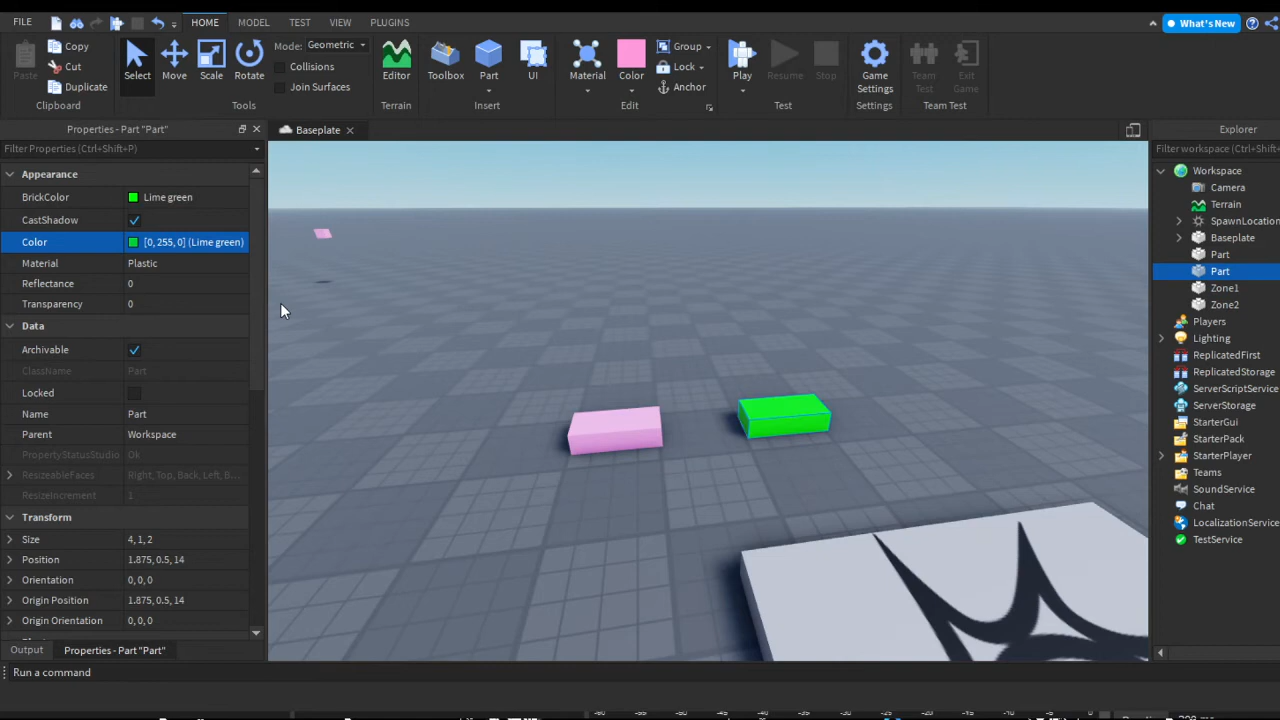 FILE HOME MODEL TEST VIEW PLUGINS What's New
Paste Copy Cut Duplicate Clipboard
Select Move Scale Rotate Mode: Geometric Collisions Join Surfaces Tools
Editor Terrain
Toolbox Part UI Insert
Material Color Group Lock Anchor Edit
Play Resume Stop Test
Game Settings Settings
Team Test Exit Game Team Test
Properties - Part "Part"
Filter Properties (Ctrl+Shift+P)
Appearance
BrickColor Lime green
CastShadow
Color [0, 255, 0] (Lime green)
Material Plastic
Reflectance 0
Transparency 0
Data
Archivable
ClassName Part
Locked
Name Part
Parent Workspace
PropertyStatusStudio Ok
ResizeableFaces Right, Top, Back, Left, B...
ResizeIncrement 1
Transform
Size 4, 1, 2
Position 1.875, 0.5, 14
Orientation 0, 0, 0
Origin Position 1.875, 0.5, 14
Origin Orientation 0, 0, 0
Output Properties - Part "Part"
Run a command
Baseplate
Explorer
Filter workspace (Ctrl+Shift
Workspace
Camera
Terrain
SpawnLocation
Baseplate
Part
Part
Zone1
Zone2
Players
Lighting
ReplicatedFirst
ReplicatedStorage
ServerScriptService
ServerStorage
StarterGui
StarterPack
StarterPlayer
Teams
SoundService
Chat
LocalizationService
TestService